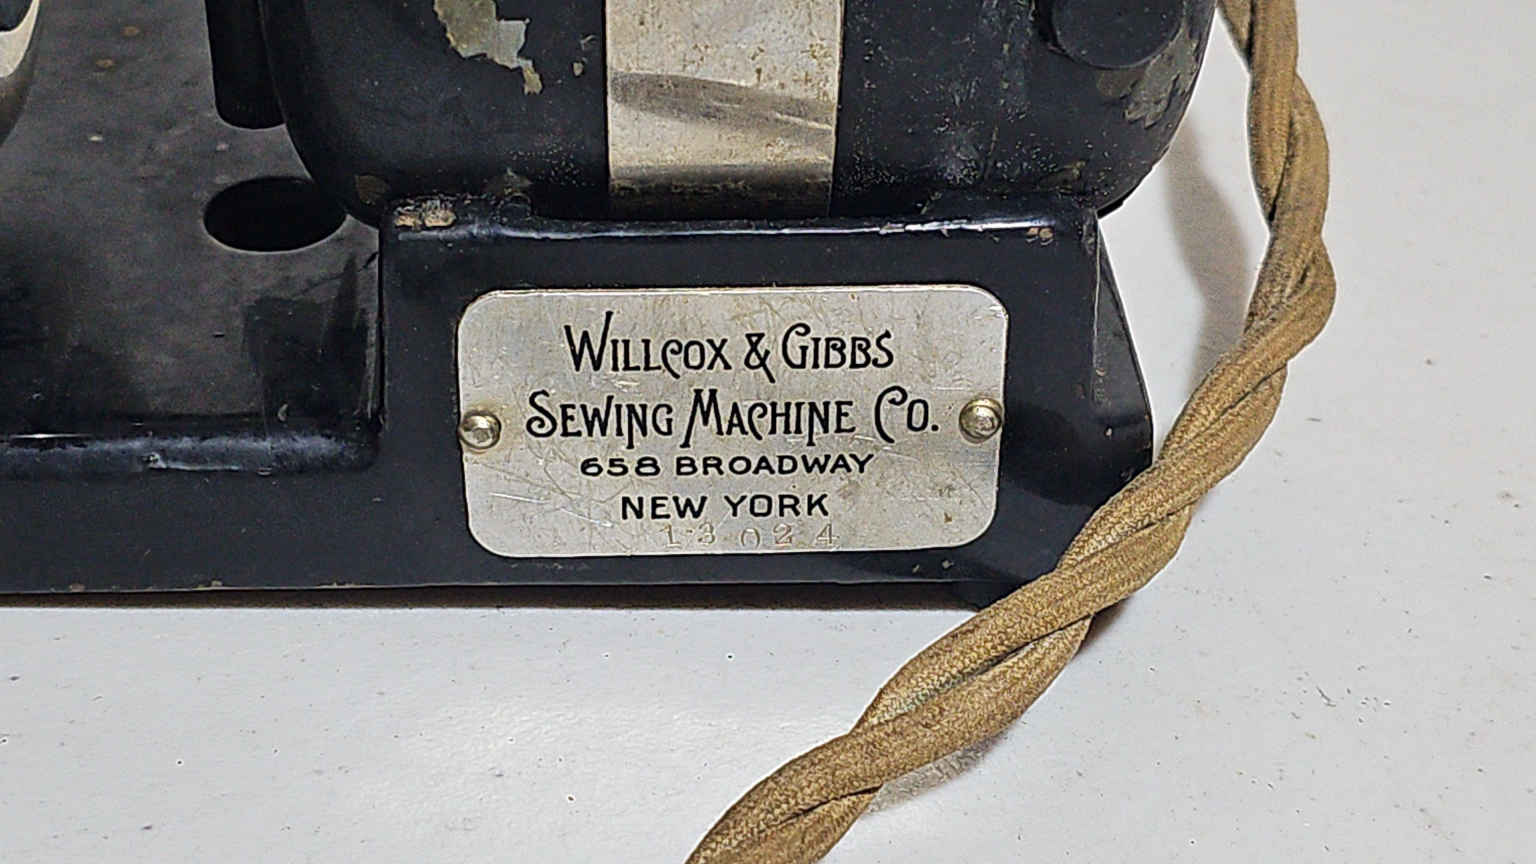 WILLCOX & GIBBS
SEWING MACHINE CO.
658 BROADWAY
NEW YORK
13024